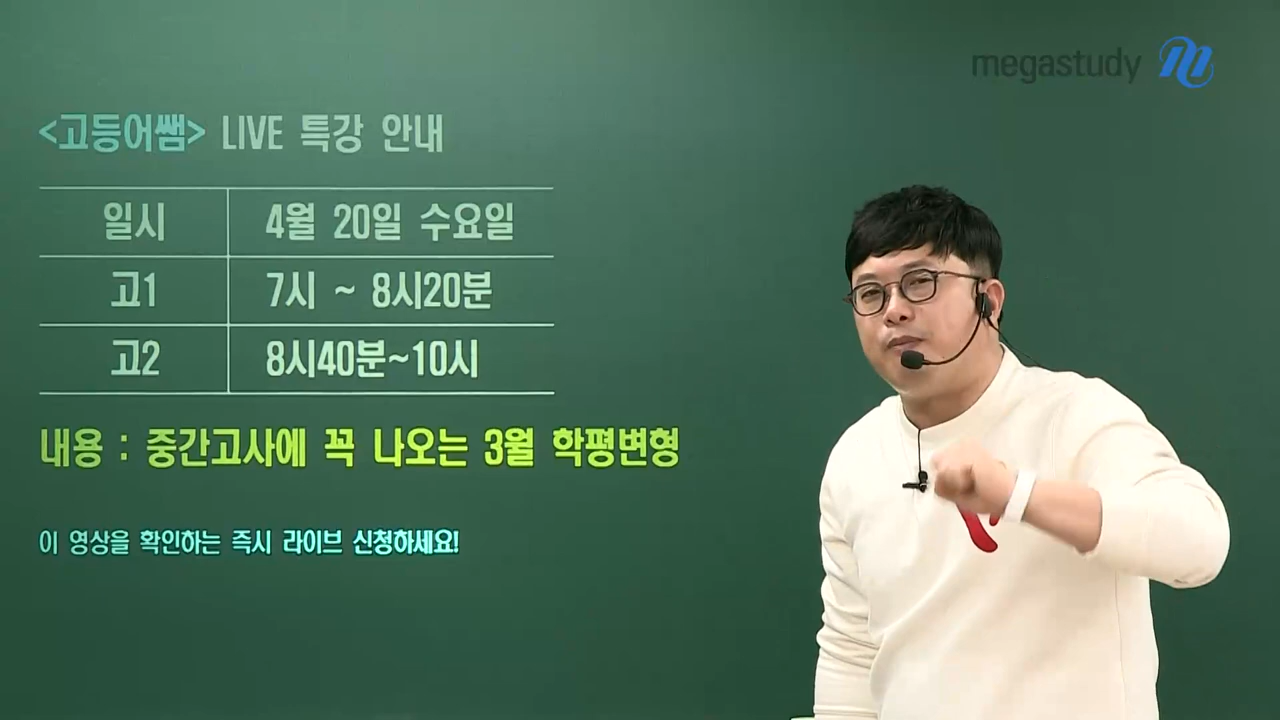 megastudy
<고등어쌤> LIVE 특강 안내
일시 4월 20일 수요일
고1 7시 ~ 8시20분
고2 8시40분~10시
내용 : 중간고사에 꼭 나오는 3월 학평변형
이 영상을 확인하는 즉시 라이브 신청하세요!